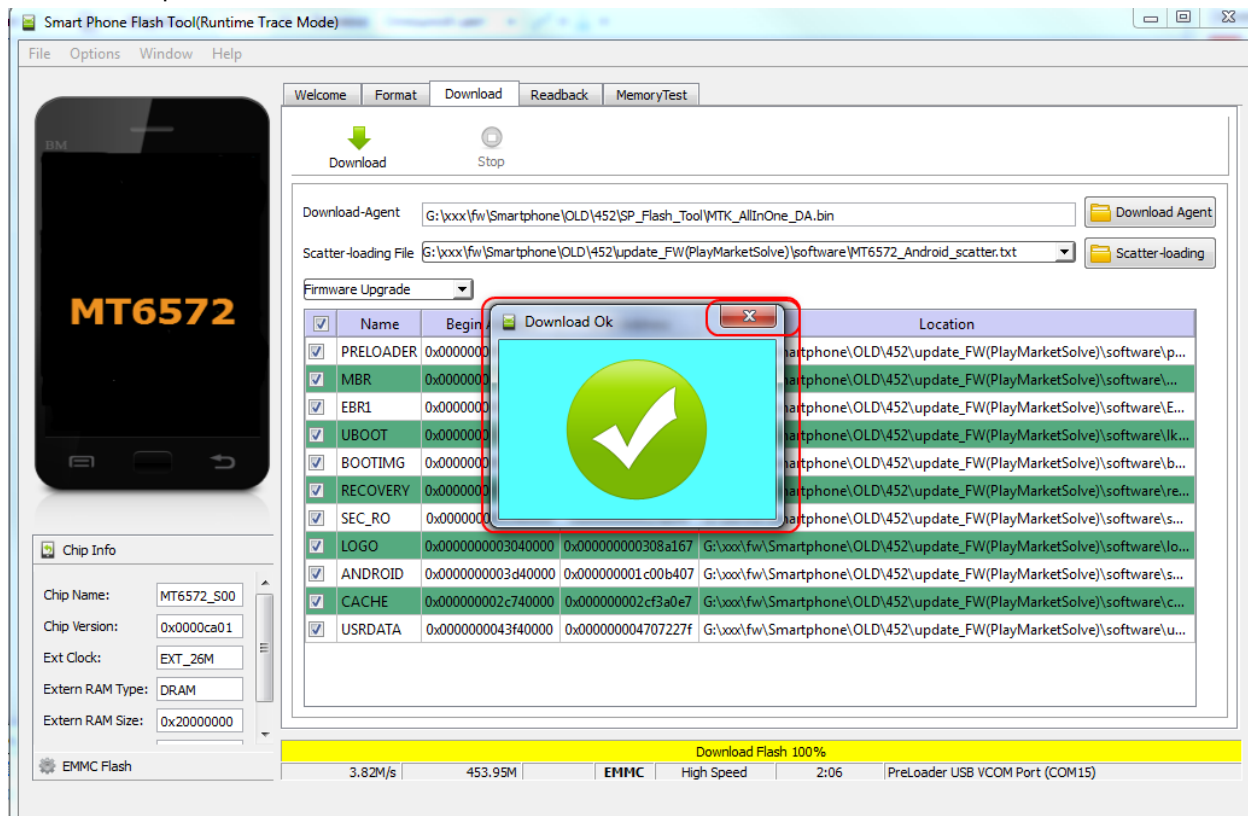 Smart Phone Flash Tool(Runtime Trace Mode)
File Options Window Help
BM
MT6572
Welcome Format Download Readback MemoryTest
Download Stop
Download-Agent G:\xxx\fw\Smartphone\OLD\452\SP_Flash_Tool\MTK_AllInOne_DA.bin Download Agent
Scatter-loading File G:\xxx\fw\Smartphone\OLD\452\update_FW(PlayMarketSolve)\software\MT6572_Android_scatter.txt Scatter-loading
Firmware Upgrade
Download Ok
Name Begin Location
PRELOADER 0x0000000 martphone\OLD\452\update_FW(PlayMarketSolve)\software\p...
MBR 0x0000000 martphone\OLD\452\update_FW(PlayMarketSolve)\software\...
EBR1 0x0000000 martphone\OLD\452\update_FW(PlayMarketSolve)\software\E...
UBOOT 0x0000000 martphone\OLD\452\update_FW(PlayMarketSolve)\software\lk...
BOOTIMG 0x0000000 martphone\OLD\452\update_FW(PlayMarketSolve)\software\b...
RECOVERY 0x0000000 martphone\OLD\452\update_FW(PlayMarketSolve)\software\re...
SEC_RO 0x0000000 martphone\OLD\452\update_FW(PlayMarketSolve)\software\s...
LOGO 0x0000000003040000 0x000000000308a167 G:\xxx\fw\Smartphone\OLD\452\update_FW(PlayMarketSolve)\software\lo...
ANDROID 0x0000000003d40000 0x000000001c00b407 G:\xxx\fw\Smartphone\OLD\452\update_FW(PlayMarketSolve)\software\s...
CACHE 0x000000002c740000 0x000000002cf3a0e7 G:\xxx\fw\Smartphone\OLD\452\update_FW(PlayMarketSolve)\software\c...
USRDATA 0x0000000043f40000 0x000000004707227f G:\xxx\fw\Smartphone\OLD\452\update_FW(PlayMarketSolve)\software\u...
Chip Info
Chip Name: MT6572_S00
Chip Version: 0x0000ca01
Ext Clock: EXT_26M
Extern RAM Type: DRAM
Extern RAM Size: 0x20000000
EMMC Flash
Download Flash 100%
3.82M/s 453.95M EMMC High Speed 2:06 PreLoader USB VCOM Port (COM15)